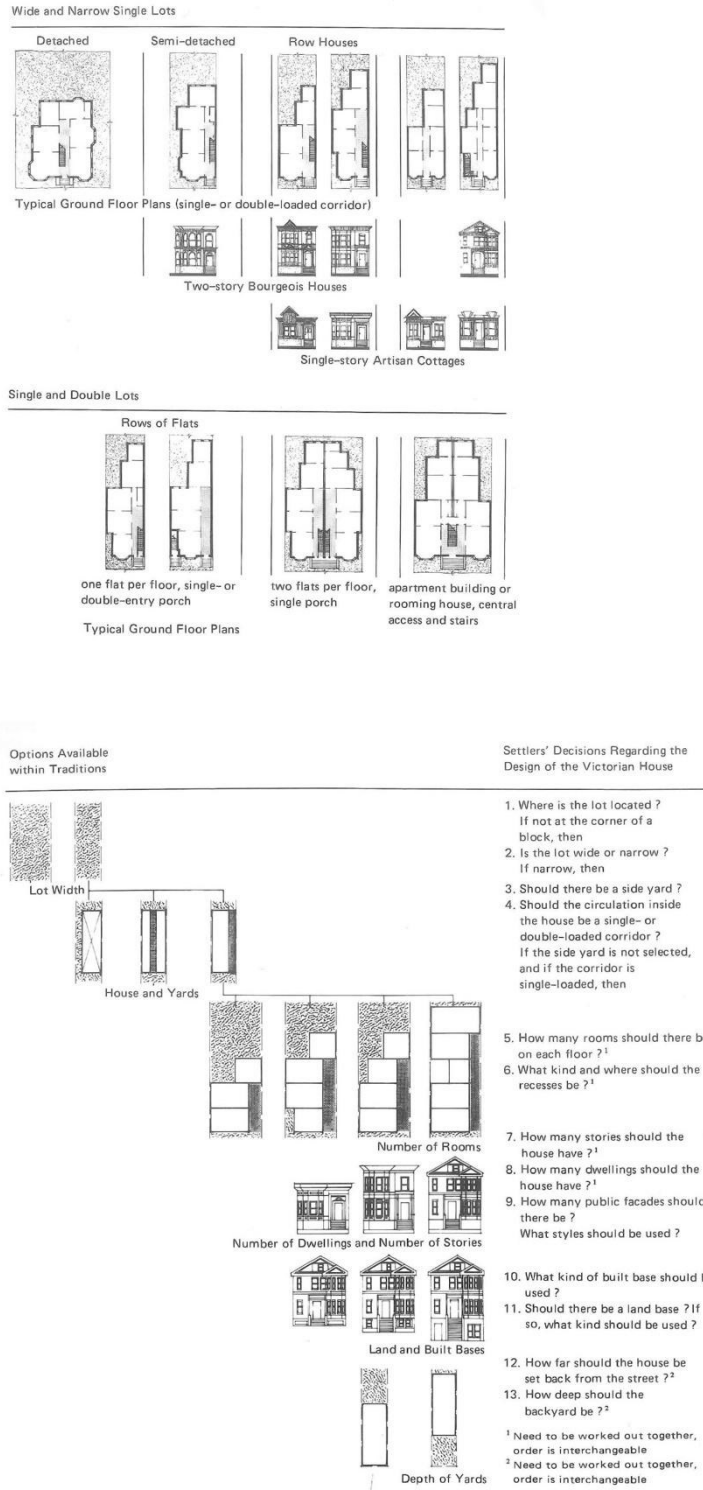 Wide and Narrow Single Lots
Detached
Semi-detached
Row Houses
Typical Ground Floor Plans (single- or double-loaded corridor)
Two-story Bourgeois Houses
Single-story Artisan Cottages
Single and Double Lots
Rows of Flats
one flat per floor, single- or
double-entry porch
two flats per floor,
single porch
apartment building or
rooming house, central
access and stairs
Typical Ground Floor Plans
Options Available
within Traditions
Settlers' Decisions Regarding the
Design of the Victorian House
Lot Width
House and Yards
Number of Rooms
Number of Dwellings and Number of Stories
Land and Built Bases
Depth of Yards
1. Where is the lot located ?
If not at the corner of a
block, then
2. Is the lot wide or narrow ?
If narrow, then
3. Should there be a side yard ?
4. Should the circulation inside
the house be a single- or
double-loaded corridor ?
If the side yard is not selected,
and if the corridor is
single-loaded, then
5. How many rooms should there b
on each floor ?¹
6. What kind and where should the
recesses be ?¹
7. How many stories should the
house have ?¹
8. How many dwellings should the
house have ?¹
9. How many public facades should
there be ?
What styles should be used ?
10. What kind of built base should
used ?
11. Should there be a land base ? If
so, what kind should be used ?
12. How far should the house be
set back from the street ?²
13. How deep should the
backyard be ?²
¹ Need to be worked out together,
order is interchangeable
² Need to be worked out together,
order is interchangeable